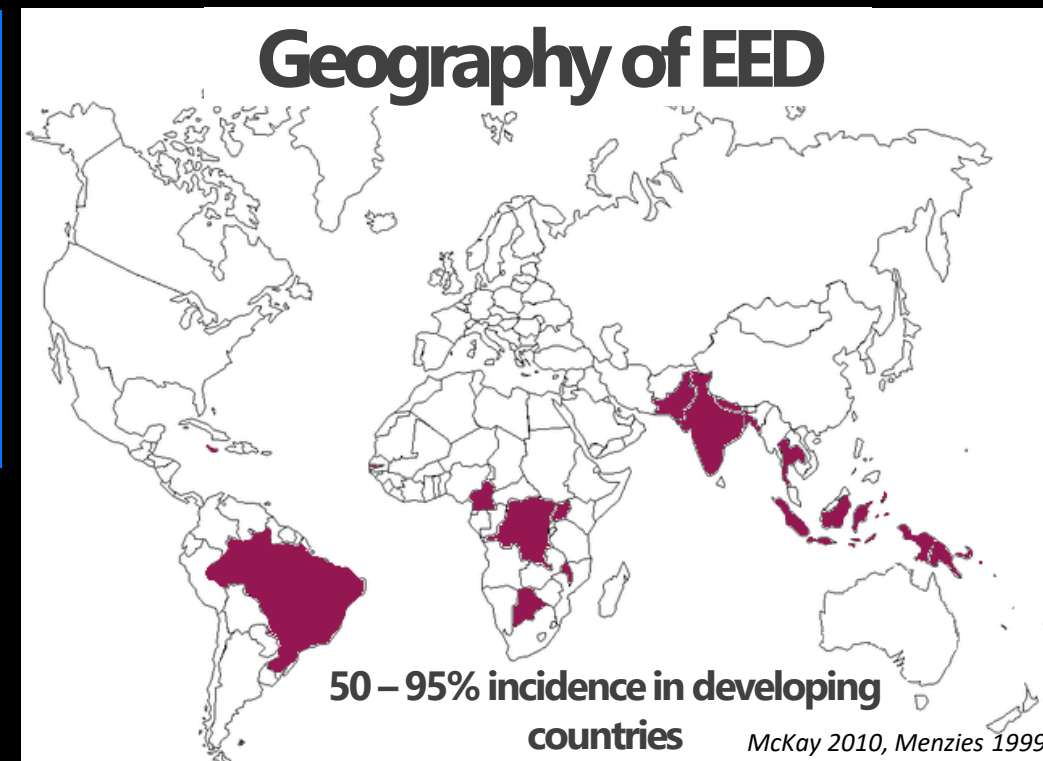 Geography of EED
50 – 95% incidence in developing
countries
McKay 2010, Menzies 1999